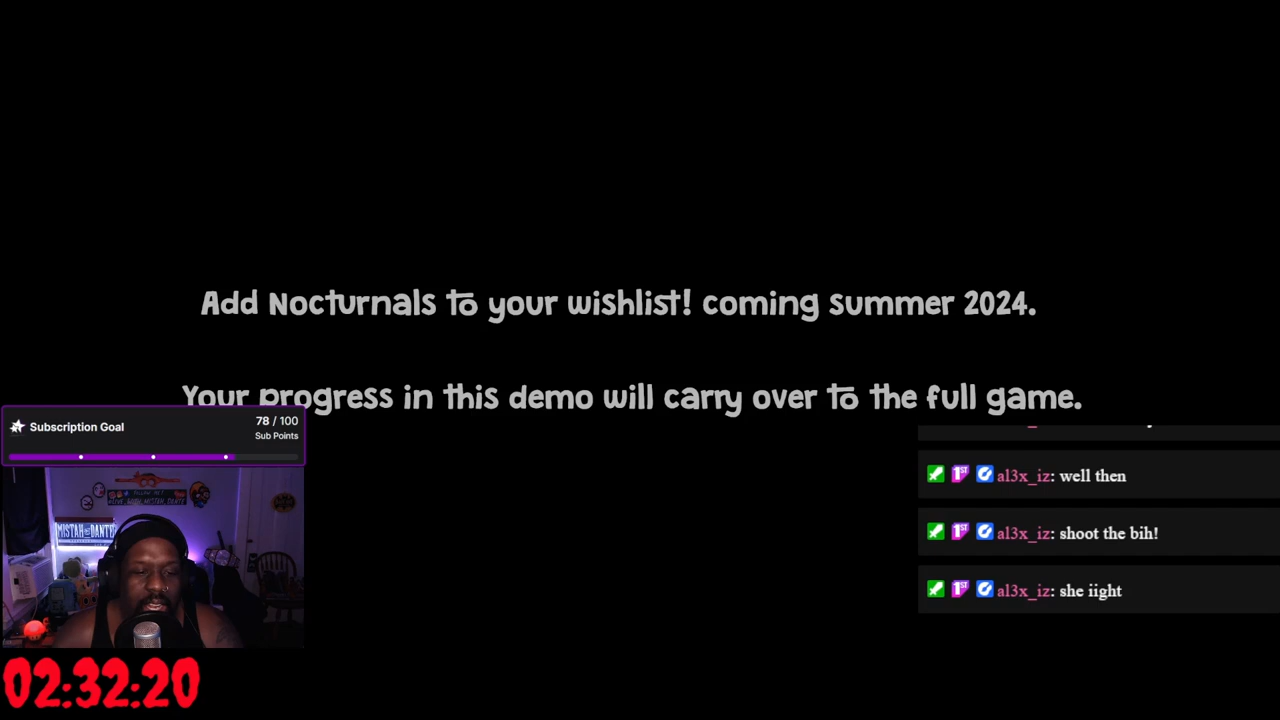 Add Nocturnals to your wishlist! coming summer 2024.
Your progress in this demo will carry over to the full game.
Subscription Goal
78 / 100
Sub Points
MISTAH DANTE
al3x_iz: well then
al3x_iz: shoot the bih!
al3x_iz: she iight
02:32:20